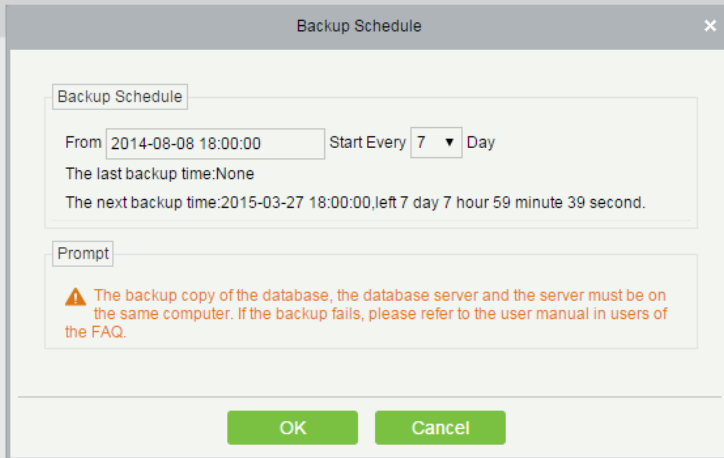 Backup Schedule ×
Backup Schedule
From 2014-08-08 18:00:00 Start Every 7 Day
The last backup time:None
The next backup time:2015-03-27 18:00:00,left 7 day 7 hour 59 minute 39 second.
Prompt
The backup copy of the database, the database server and the server must be on
the same computer. If the backup fails, please refer to the user manual in users of
the FAQ.
OK Cancel